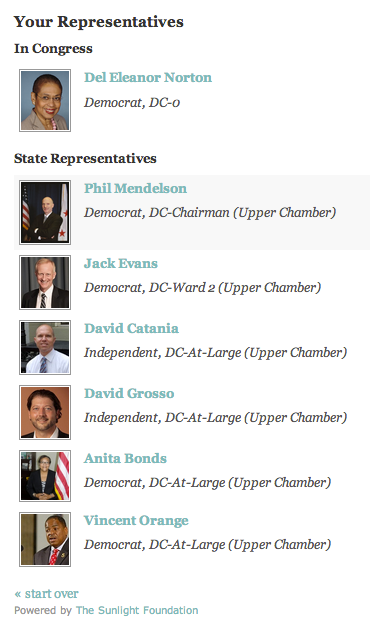 Your Representatives
In Congress
Del Eleanor Norton
Democrat, DC-0
State Representatives
Phil Mendelson
Democrat, DC-Chairman (Upper Chamber)
Jack Evans
Democrat, DC-Ward 2 (Upper Chamber)
David Catania
Independent, DC-At-Large (Upper Chamber)
David Grosso
Independent, DC-At-Large (Upper Chamber)
Anita Bonds
Democrat, DC-At-Large (Upper Chamber)
Vincent Orange
Democrat, DC-At-Large (Upper Chamber)
« start over
Powered by The Sunlight Foundation